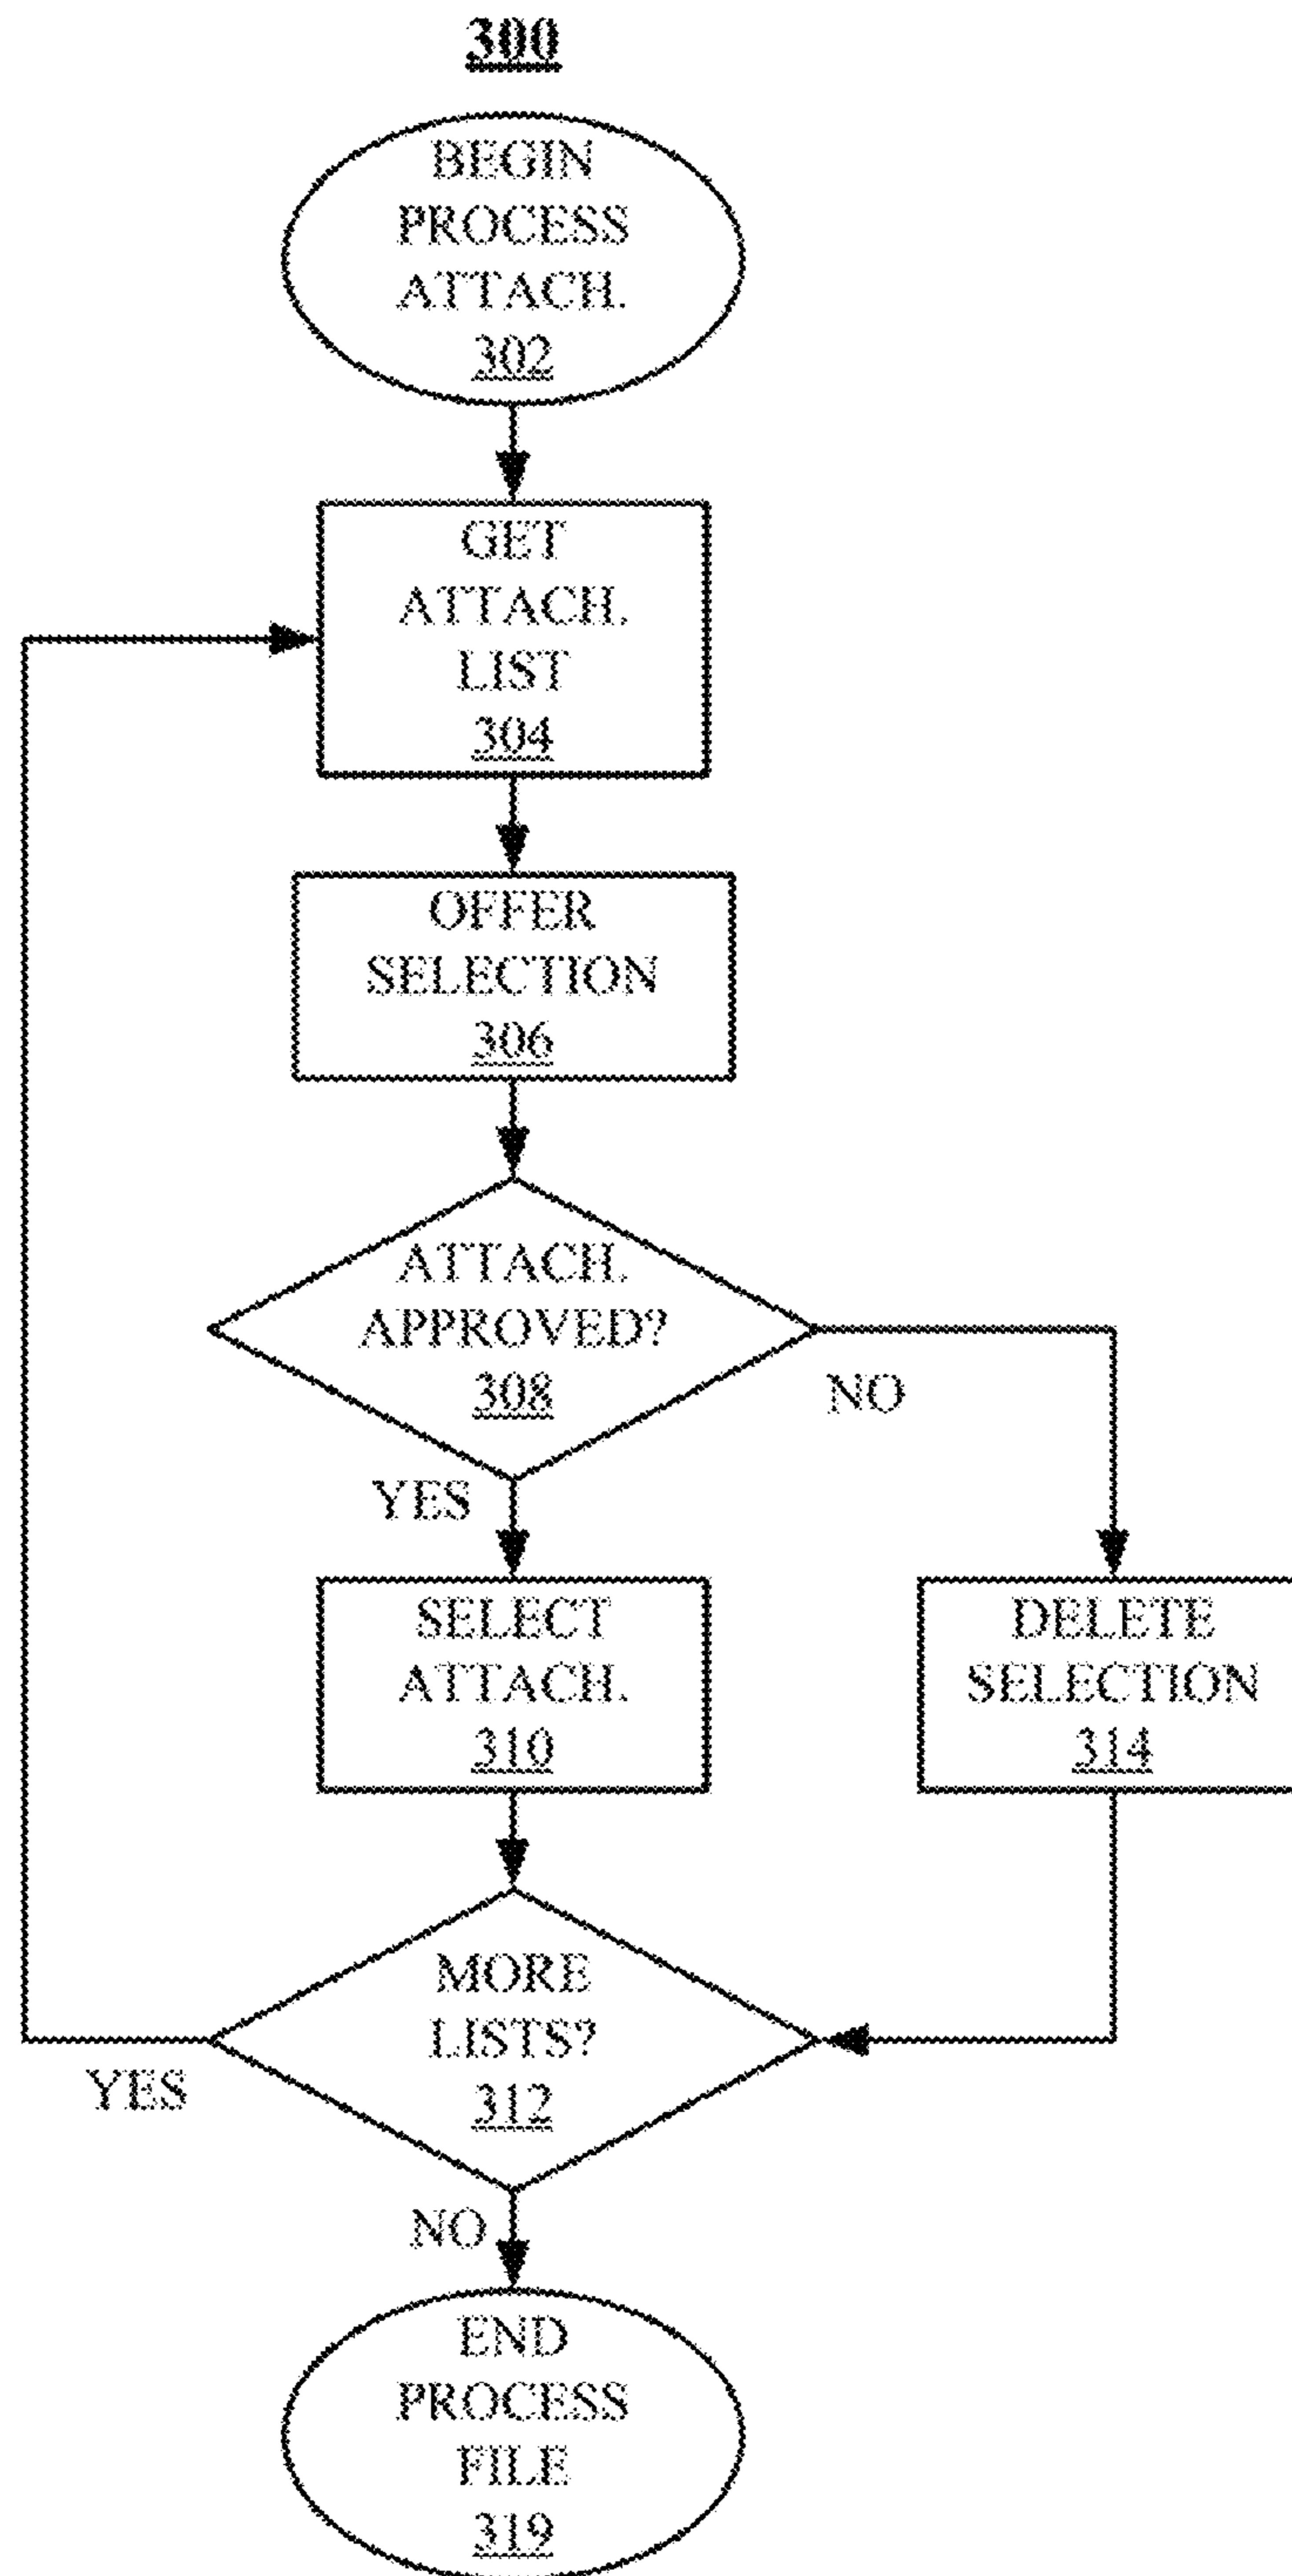 300
BEGIN
PROCESS
ATTACH.
302
GET
ATTACH.
LIST
304
OFFER
SELECTION
306
ATTACH.
APPROVED?
308
NO
YES
SELECT
ATTACH.
310
DELETE
SELECTION
314
MORE
LISTS?
312
YES
NO
END
PROCESS
FILE
319